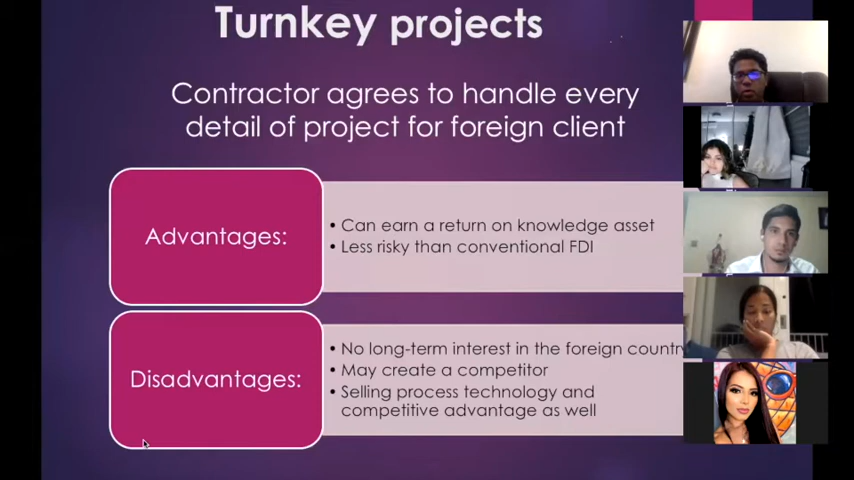 Turnkey projects
Contractor agrees to handle every
detail of project for foreign client
Advantages:
• Can earn a return on knowledge asset
• Less risky than conventional FDI
Disadvantages:
• No long-term interest in the foreign country
• May create a competitor
• Selling process technology and
competitive advantage as well